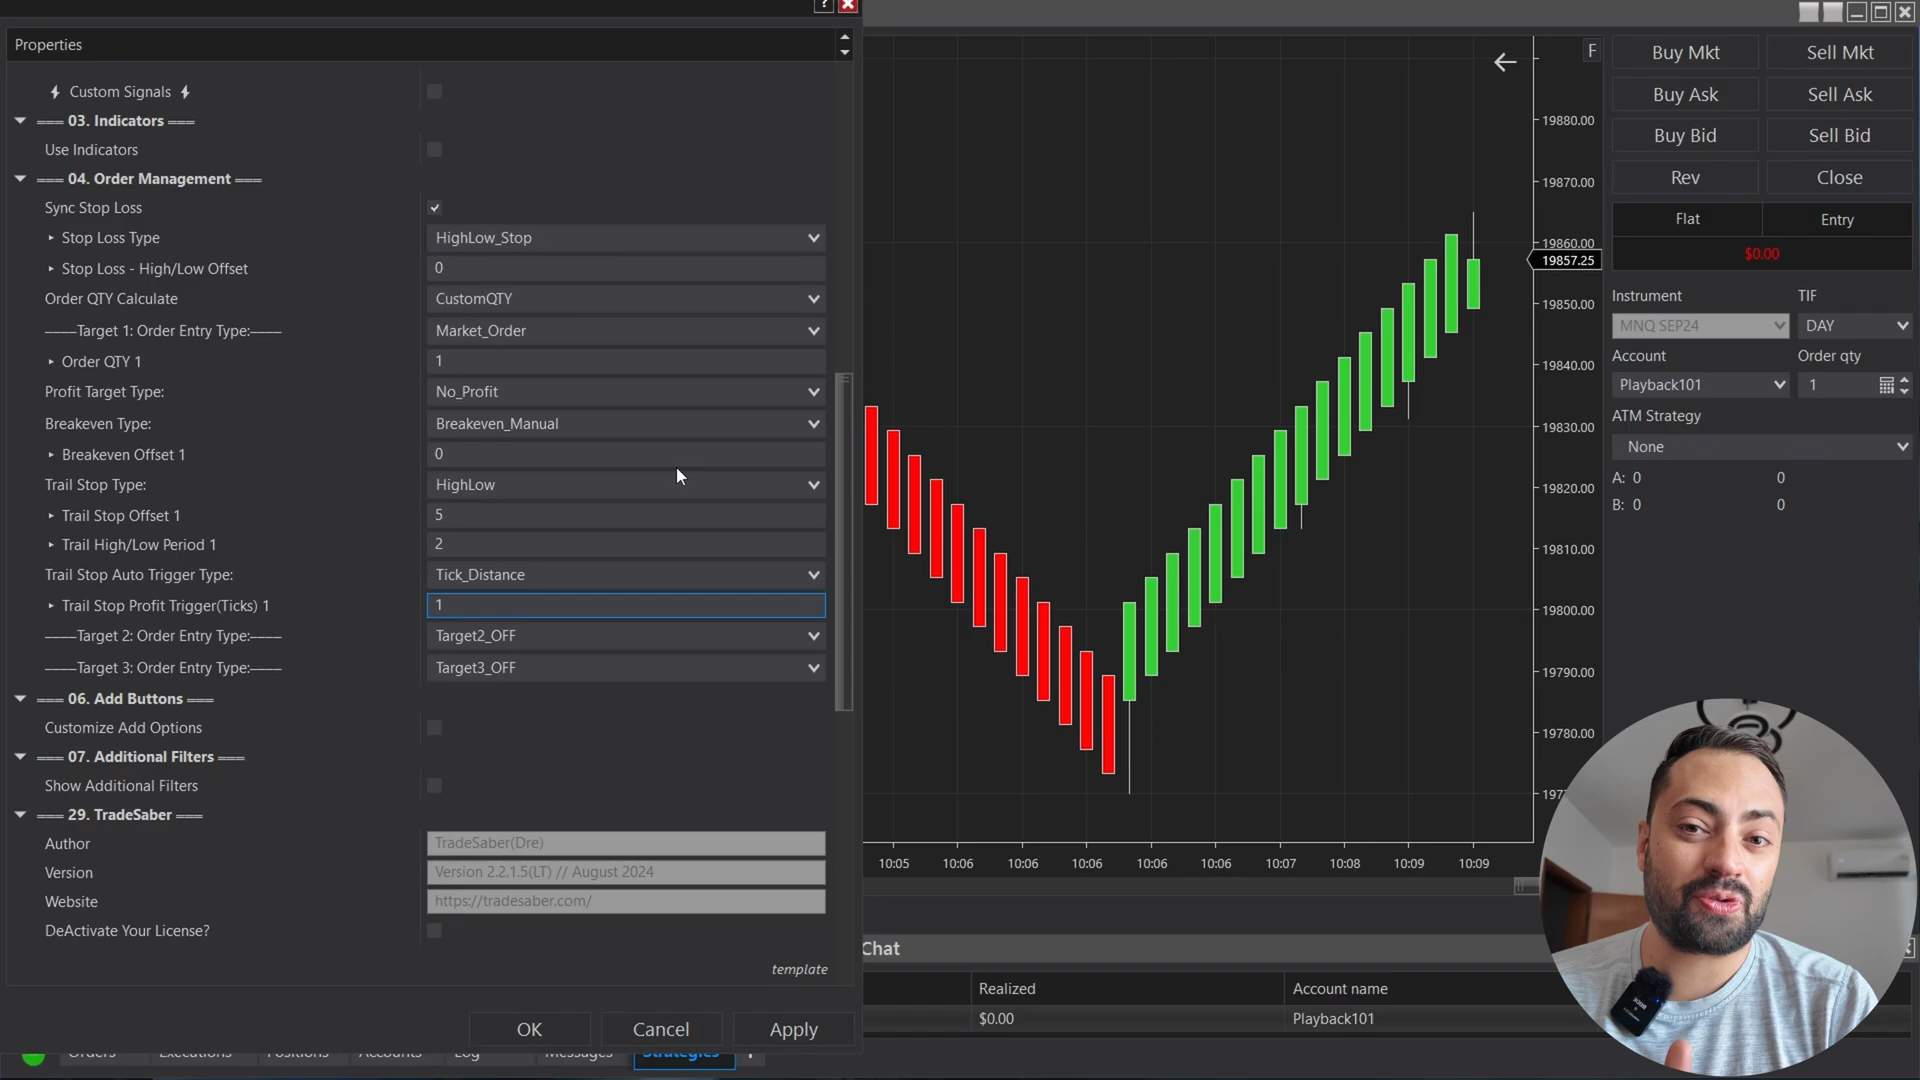 ?
Properties
Custom Signals
=== 03. Indicators ===
Use Indicators
=== 04. Order Management ===
Sync Stop Loss
Stop Loss Type HighLow_Stop
Stop Loss - High/Low Offset 0
Order QTY Calculate CustomQTY
----Target 1: Order Entry Type:---- Market_Order
Order QTY 1 1
Profit Target Type: No_Profit
Breakeven Type: Breakeven_Manual
Breakeven Offset 1 0
Trail Stop Type: HighLow
Trail Stop Offset 1 5
Trail High/Low Period 1 2
Trail Stop Auto Trigger Type: Tick_Distance
Trail Stop Profit Trigger(Ticks) 1 1
----Target 2: Order Entry Type:---- Target2_OFF
----Target 3: Order Entry Type:---- Target3_OFF
=== 06. Add Buttons ===
Customize Add Options
=== 07. Additional Filters ===
Show Additional Filters
=== 29. TradeSaber ===
Author TradeSaber(Dre)
Version Version 2.2.1.5(LT) // August 2024
Website https://tradesaber.com/
DeActivate Your License?
template
OK Cancel Apply
Orders Executions Positions Accounts Log Messages Strategies +
F
19880.00
19870.00
19860.00
19857.25
19850.00
19840.00
19830.00
19820.00
19810.00
19800.00
19790.00
19780.00
10:05 10:06 10:06 10:06 10:06 10:06 10:07 10:08 10:09 10:09
Chat
Realized Account name
$0.00 Playback101
Buy Mkt Sell Mkt
Buy Ask Sell Ask
Buy Bid Sell Bid
Rev Close
Flat Entry
$0.00
Instrument TIF
MNQ SEP24 DAY
Account Order qty
Playback101 1
ATM Strategy
None
A: 0 0
B: 0 0